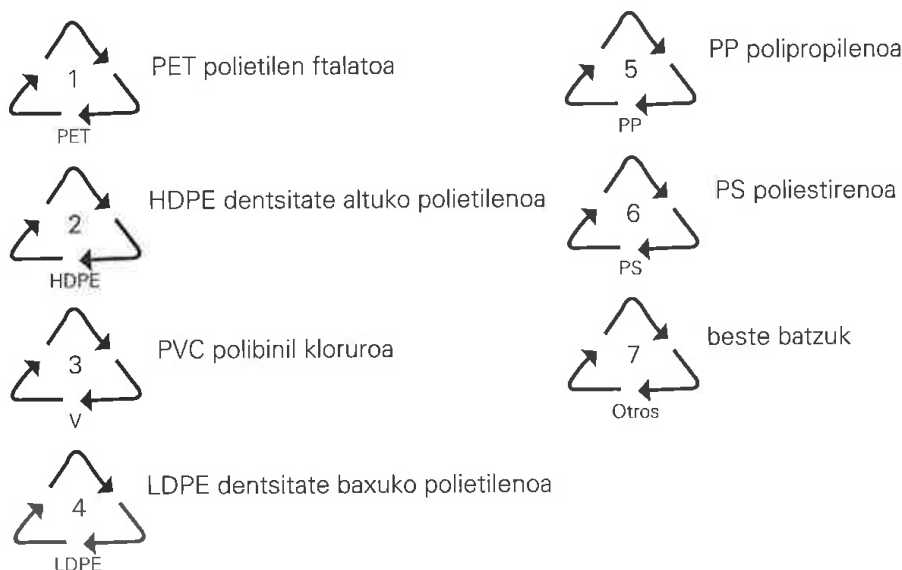 1
PET
PET polietilen ftalatoa
2
HDPE
HDPE dentsitate altuko polietilenoa
3
V
PVC polibinil kloruroa
4
LDPE
LDPE dentsitate baxuko polietilenoa
5
PP
PP polipropilenoa
6
PS
PS poliestirenoa
7
Otros
beste batzuk